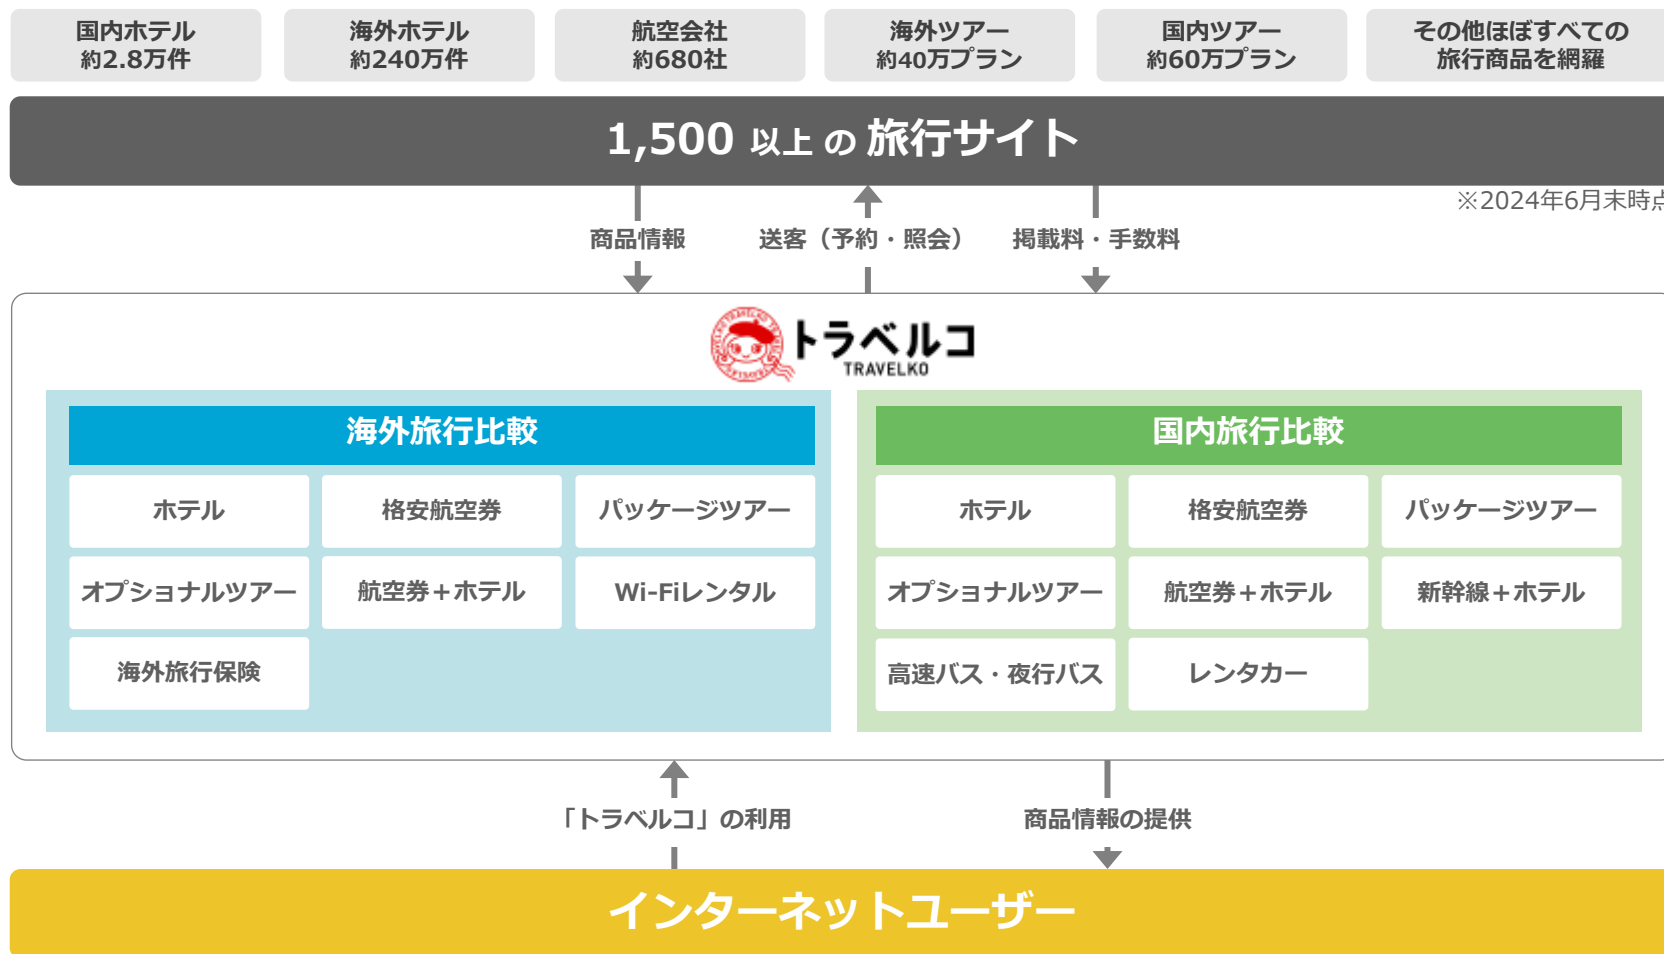 国内ホテル
約2.8万件
海外ホテル
約240万件
航空会社
約680社
海外ツアー
約40万プラン
国内ツアー
約60万プラン
その他ほぼすべての
旅行商品を網羅
1,500 以上 の 旅行サイト
※2024年6月末時点
商品情報
送客（予約・照会）
掲載料・手数料
トラベルコ
TRAVELKO
海外旅行比較
ホテル
格安航空券
パッケージツアー
オプショナルツアー
航空券＋ホテル
Wi-Fiレンタル
海外旅行保険
国内旅行比較
ホテル
格安航空券
パッケージツアー
オプショナルツアー
航空券＋ホテル
新幹線＋ホテル
高速バス・夜行バス
レンタカー
「トラベルコ」の利用
商品情報の提供
インターネットユーザー